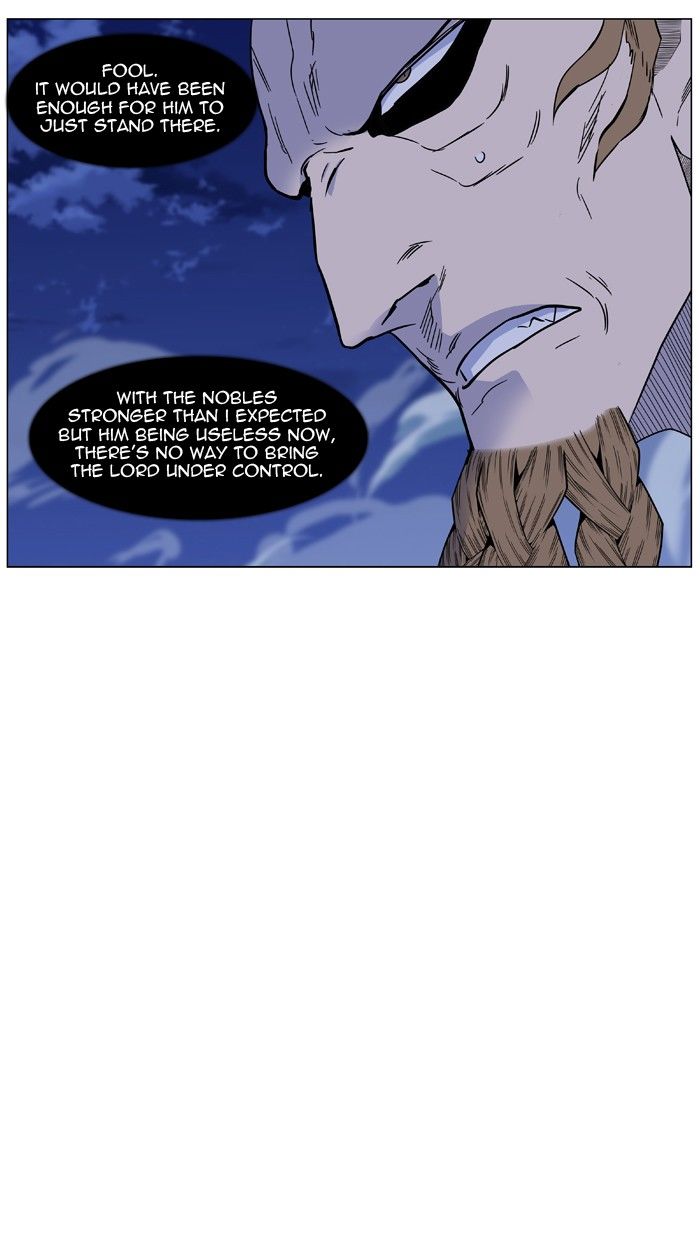 FOOL.
IT WOULD HAVE BEEN
ENOUGH FOR HIM TO
JUST STAND THERE.
WITH THE NOBLES
STRONGER THAN I EXPECTED
BUT HIM BEING USELESS NOW,
THERE'S NO WAY TO BRING
THE LORD UNDER CONTROL.